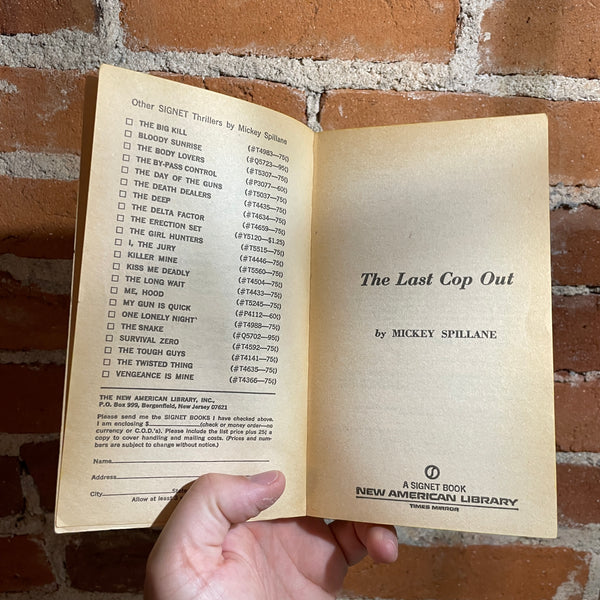 Other SIGNET Thrillers by Mickey Spillane
☐ THE BIG KILL (#T4983—75¢)
☐ BLOODY SUNRISE (#Q5723—95¢)
☐ THE BODY LOVERS (#T5307—75¢)
☐ THE BY-PASS CONTROL (#P3077—60¢)
☐ THE DAY OF THE GUNS (#T5037—75¢)
☐ THE DEATH DEALERS (#T4435—75¢)
☐ THE DEEP (#T4634—75¢)
☐ THE DELTA FACTOR (#T4659—75¢)
☐ THE ERECTION SET (#Y5120—$1.25)
☐ THE GIRL HUNTERS (#T5515—75¢)
☐ I, THE JURY (#T4446—75¢)
☐ KILLER MINE (#T5560—75¢)
☐ KISS ME DEADLY (#T4504—75¢)
☐ THE LONG WAIT (#T4433—75¢)
☐ ME, HOOD (#T5245—75¢)
☐ MY GUN IS QUICK (#P4112—60¢)
☐ ONE LONELY NIGHT (#T4988—75¢)
☐ THE SNAKE (#Q5702—95¢)
☐ SURVIVAL ZERO (#T4592—75¢)
☐ THE TOUGH GUYS (#T4141—75¢)
☐ THE TWISTED THING (#T4635—75¢)
☐ VENGEANCE IS MINE (#T4366—75¢)
THE NEW AMERICAN LIBRARY, INC.,
P.O. Box 999, Bergenfield, New Jersey 07621
Please send me the SIGNET BOOKS I have checked above.
I am enclosing $ (check or money order—no
currency or C.O.D.'s). Please include the list price plus 25¢ a
copy to cover handling and mailing costs. (Prices and num-
bers are subject to change without notice.)
Name
Address
City State
Allow at least
The Last Cop Out
by MICKEY SPILLANE
A SIGNET BOOK
NEW AMERICAN LIBRARY
TIMES MIRROR